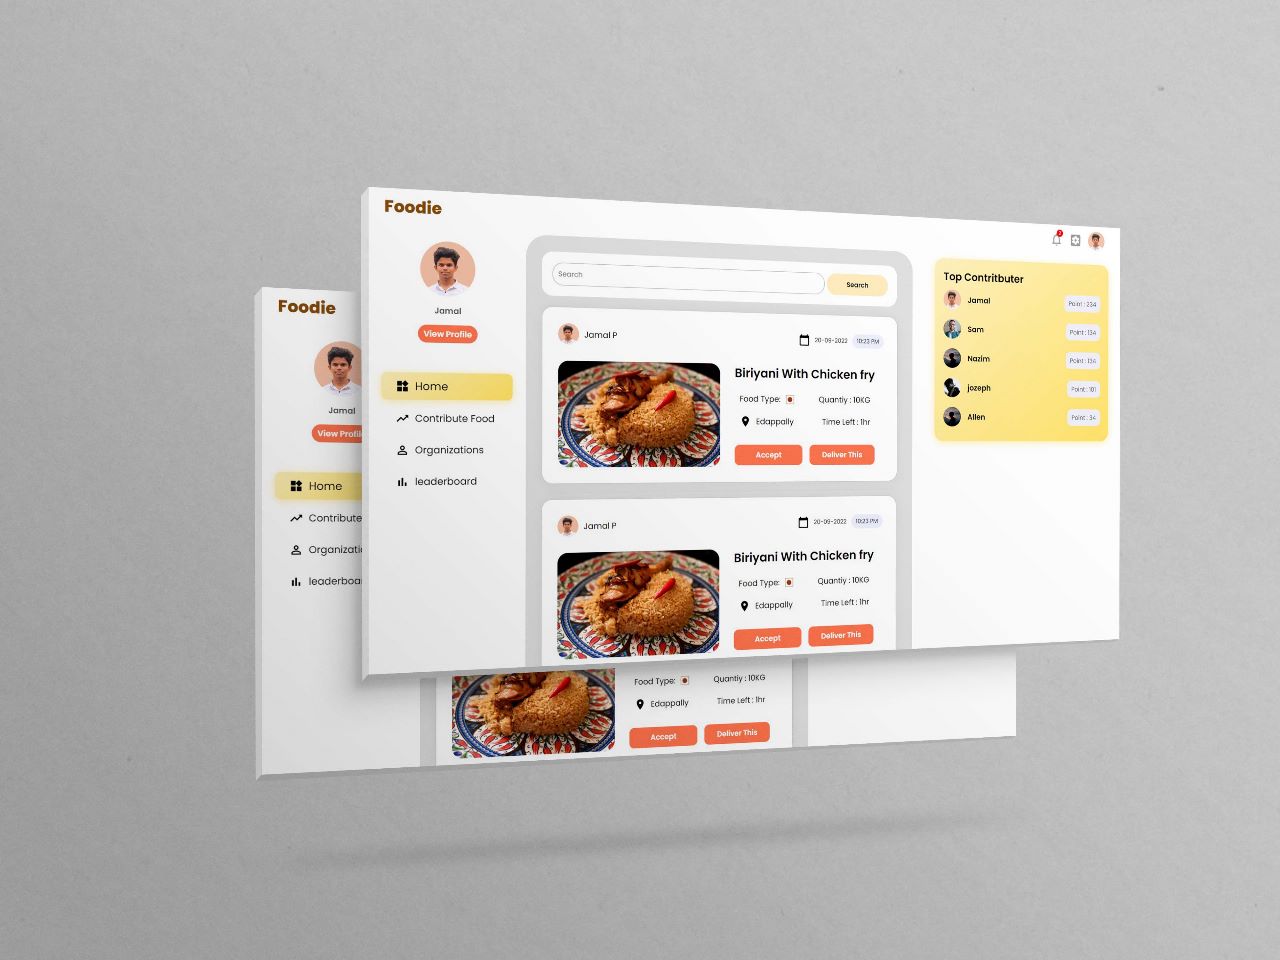 Foodie
Jamal
View Profile
Home
Contribute Food
Organizations
leaderboard
Search
Search
Jamal P
20-09-2022 10:23 PM
Biriyani With Chicken fry
Food Type: Quantiy : 10KG
Edappally Time Left : 1hr
Accept Deliver This
Jamal P
20-09-2022 10:23 PM
Biriyani With Chicken fry
Food Type: Quantiy : 10KG
Edappally Time Left : 1hr
Accept Deliver This
Top Contritbuter
Jamal Point : 234
Sam Point : 134
Nazim Point : 124
jozeph Point : 101
Allen Point : 34
Foodie
Jamal
View Profil
Home
Contribute
Organizati
leaderboa
Food Type: Quantiy : 10KG
Edappally Time Left : 1hr
Accept Deliver This